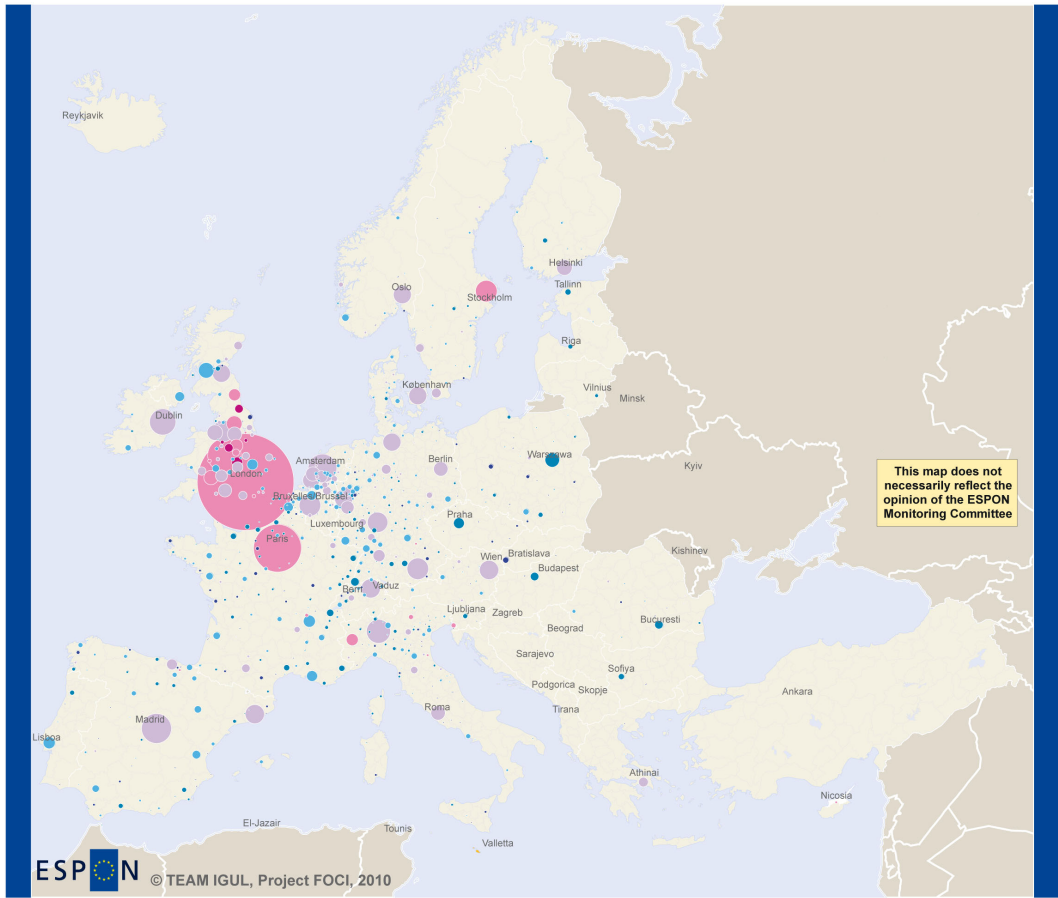 Reykjavík
Helsinki
Oslo
Tallinn
Stockholm
Riga
København
Vilnius
Minsk
Dublin
Amsterdam
Berlin
Warszawa
Kyiv
London
This map does not
necessarily reflect the
opinion of the ESPON
Monitoring Committee
Bruxelles/Brussel
Praha
Luxembourg
Paris
Kishinev
Wien
Bratislava
Budapest
Bern
Vaduz
Ljubljana
Zagreb
Beograd
Bucuresti
Sarajevo
Sofiya
Podgorica
Skopje
Ankara
Roma
Tirana
Madrid
Lisboa
Athinai
Nicosia
El-Jazair
Tounis
Valletta
ESPON
© TEAM IGUL, Project FOCI, 2010